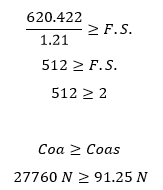 620.422
1.21 ≥ F.S.
512 ≥ F.S.
512 ≥ 2
Coa ≥ Coas
27760 N ≥ 91.25 N